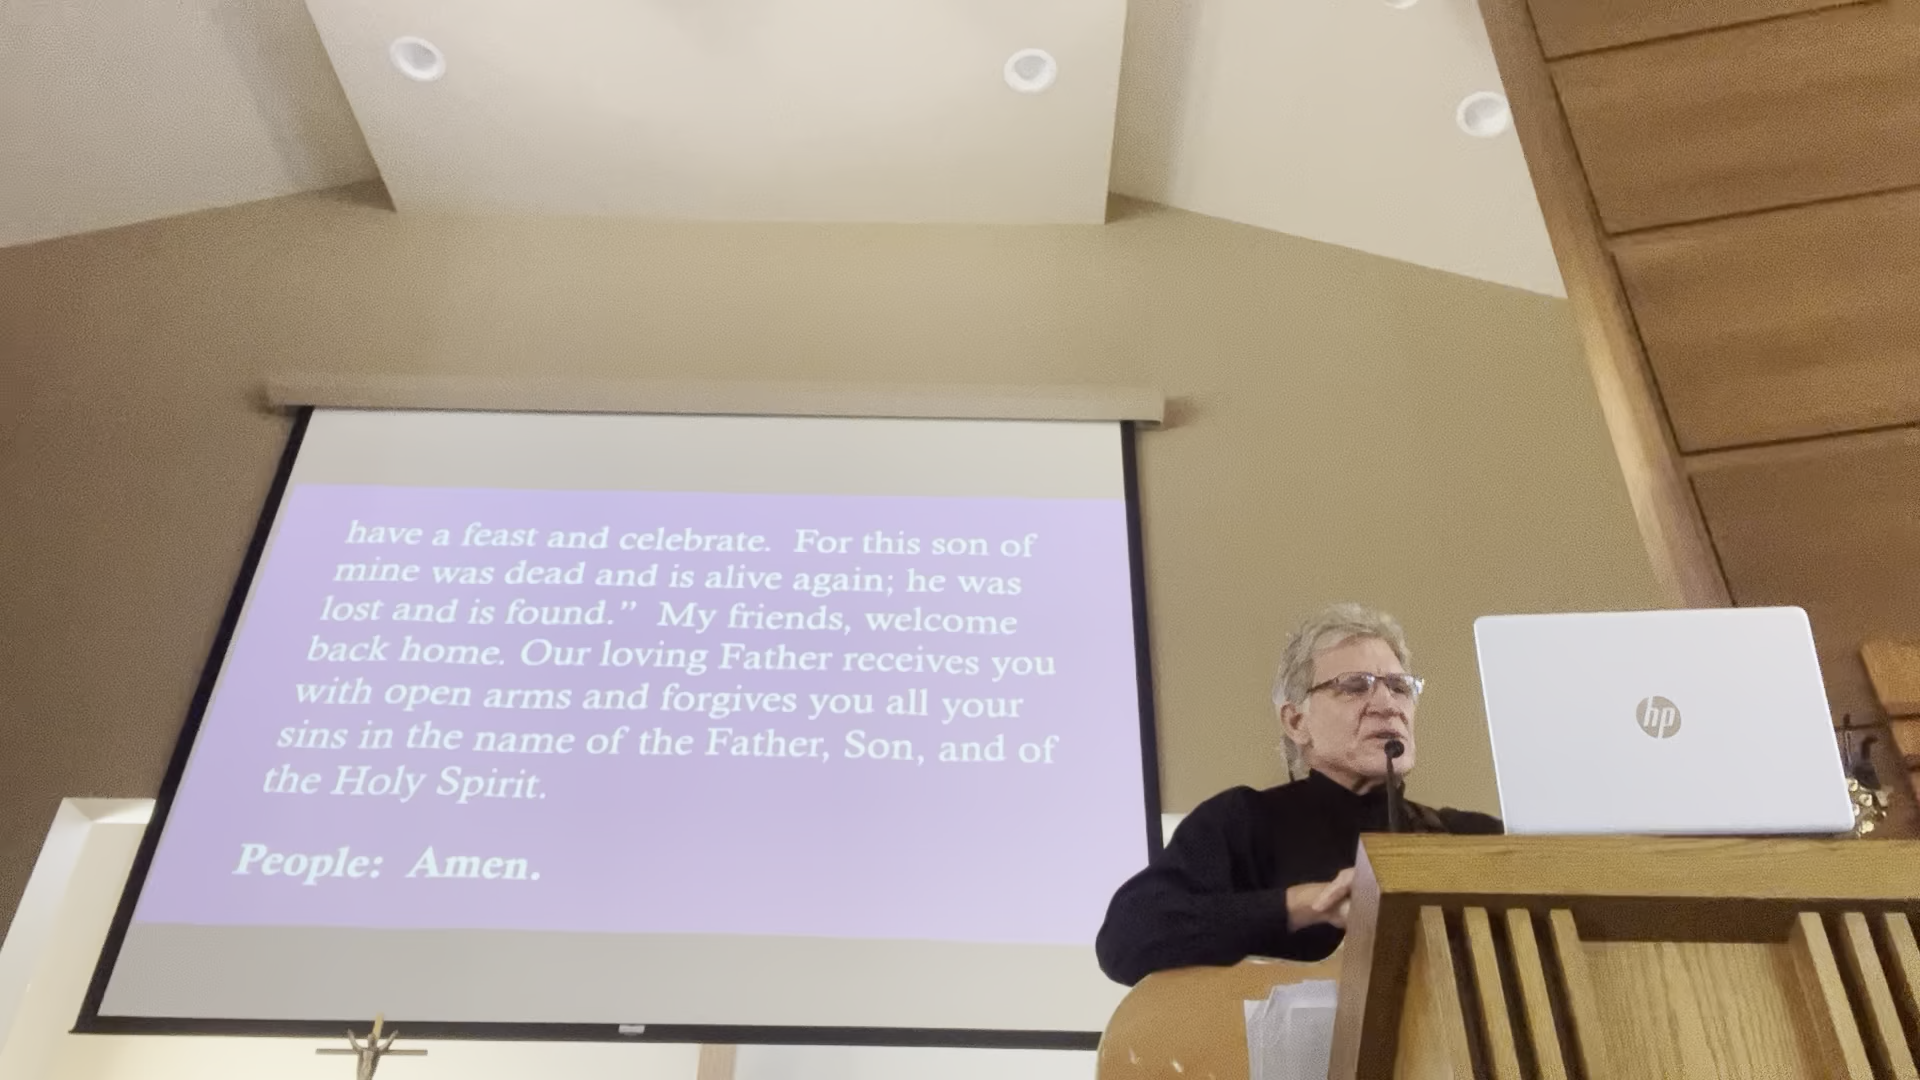 have a feast and celebrate. For this son of
mine was dead and is alive again; he was
lost and is found.” My friends, welcome
back home. Our loving Father receives you
with open arms and forgives you all your
sins in the name of the Father, Son, and of
the Holy Spirit.
People: Amen.
hp